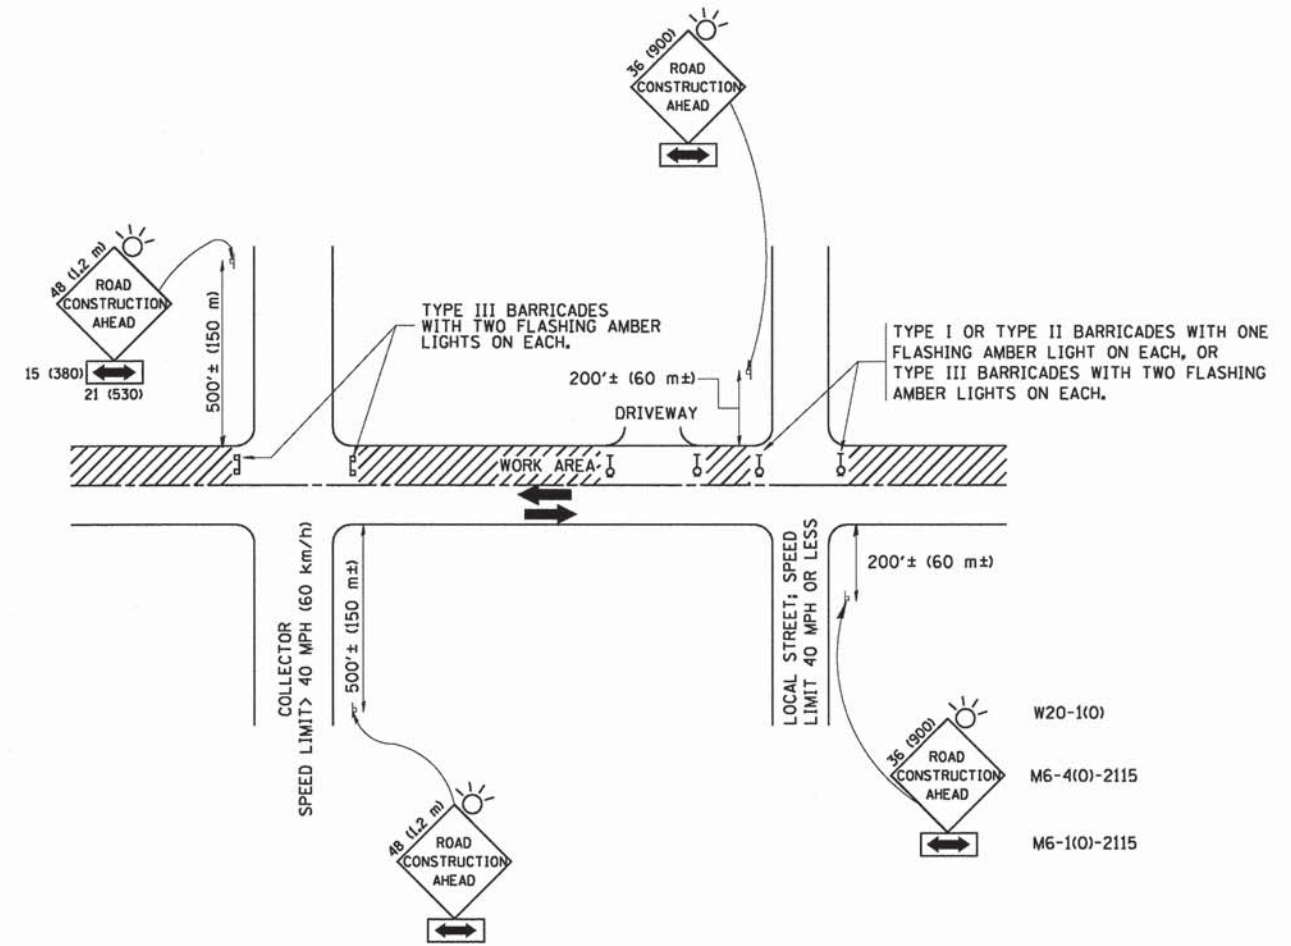 36 (900)
ROAD
CONSTRUCTION
AHEAD
48 (1.2 m)
ROAD
CONSTRUCTION
AHEAD
15 (380)
21 (530)
500'± (150 m)
TYPE III BARRICADES
WITH TWO FLASHING AMBER
LIGHTS ON EACH.
200'± (60 m±)
DRIVEWAY
TYPE I OR TYPE II BARRICADES WITH ONE
FLASHING AMBER LIGHT ON EACH, OR
TYPE III BARRICADES WITH TWO FLASHING
AMBER LIGHTS ON EACH.
WORK AREA
COLLECTOR
SPEED LIMIT> 40 MPH (60 km/h)
500'± (150 m±)
LOCAL STREET; SPEED
LIMIT 40 MPH OR LESS
200'± (60 m±)
48 (1.2 m)
ROAD
CONSTRUCTION
AHEAD
36 (900)
ROAD
CONSTRUCTION
AHEAD
W20-1(O)
M6-4(O)-2115
M6-1(O)-2115